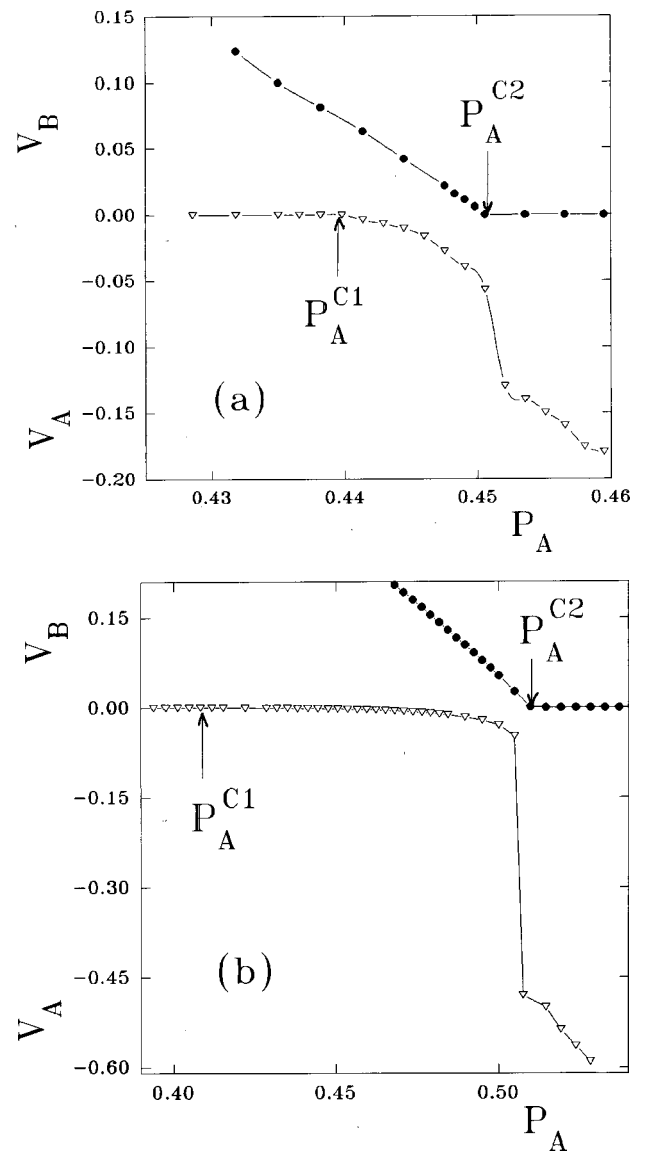 0.15
0.10
V_B
P_A^{C2}
0.05
0.00
-0.05
P_A^{C1}
-0.10
(a)
V_A
-0.15
-0.20
0.43 0.44 0.45 0.46
P_A
0.15
V_B
P_A^{C2}
0.00
P_A^{C1}
-0.15
-0.30
(b)
-0.45
V_A
-0.60
0.40 0.45 0.50
P_A